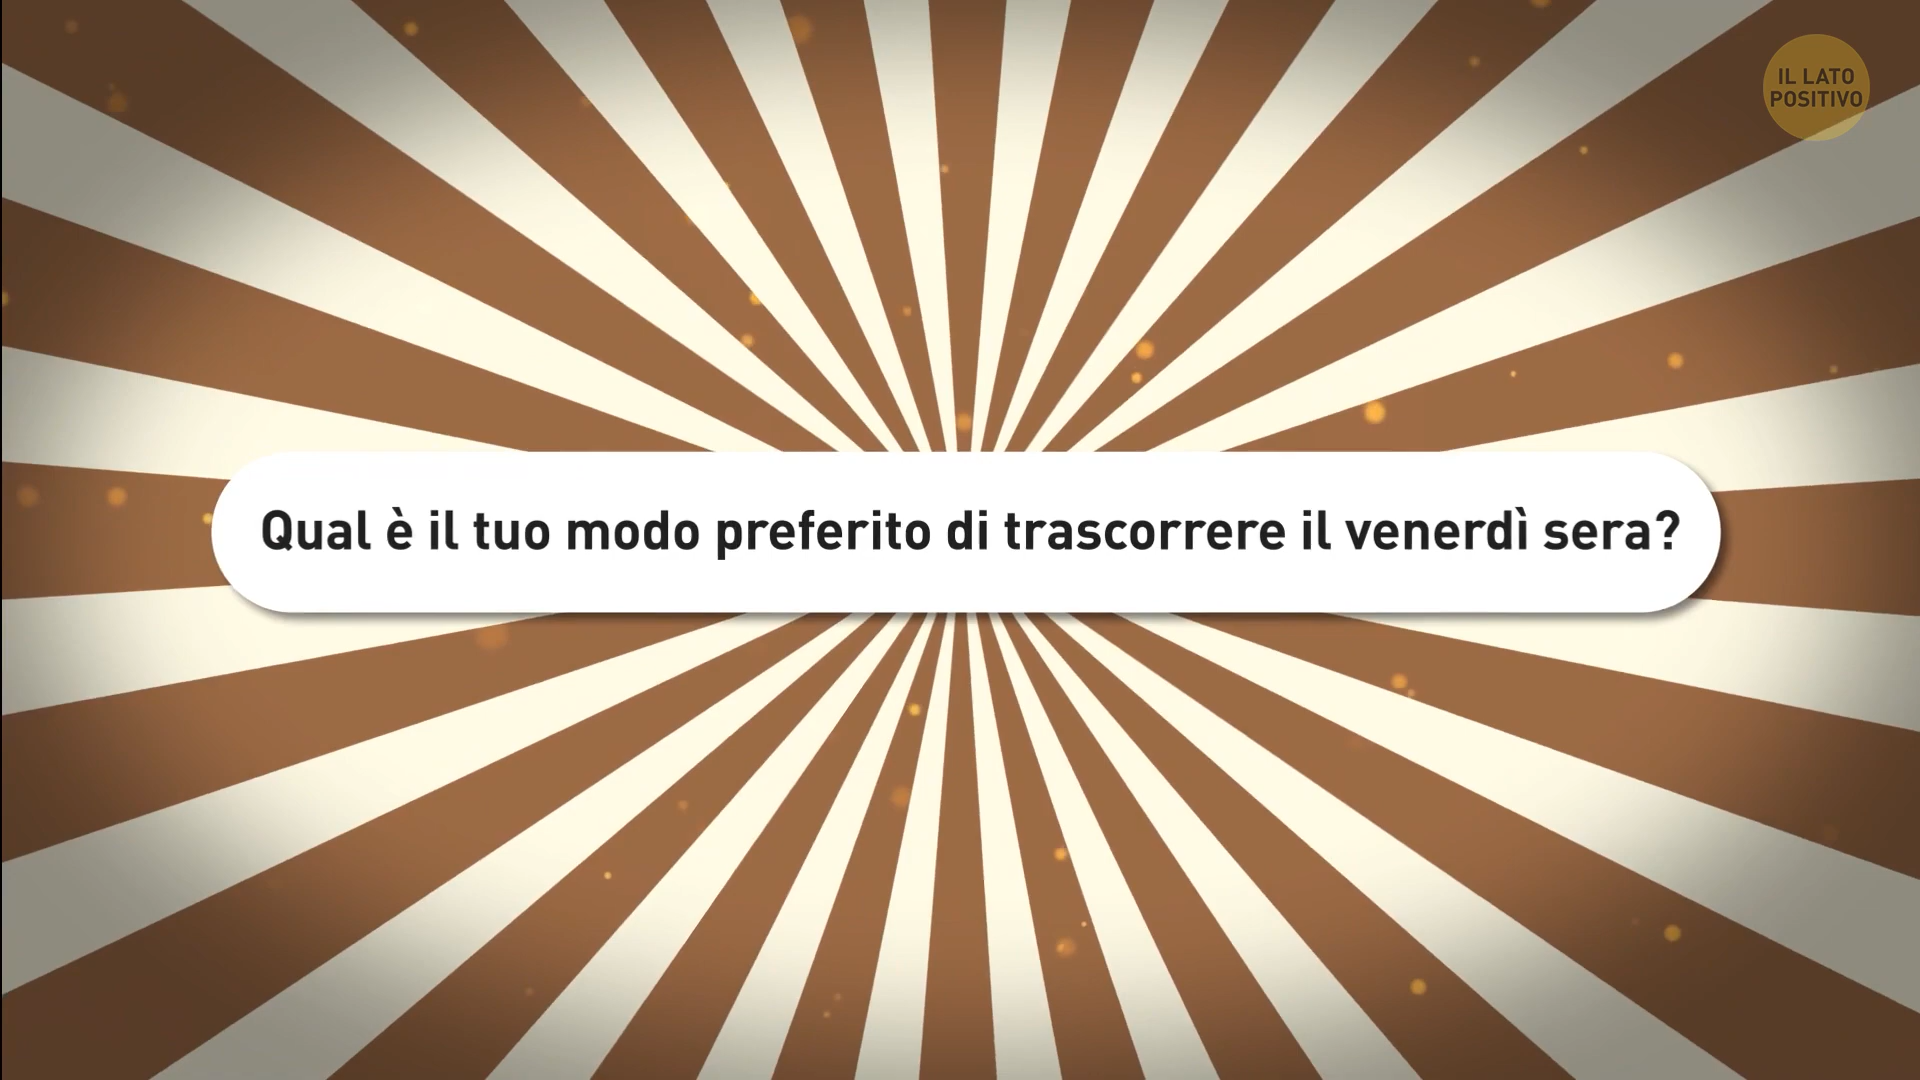 IL LATO
POSITIVO
Qual è il tuo modo preferito di trascorrere il venerdì sera?